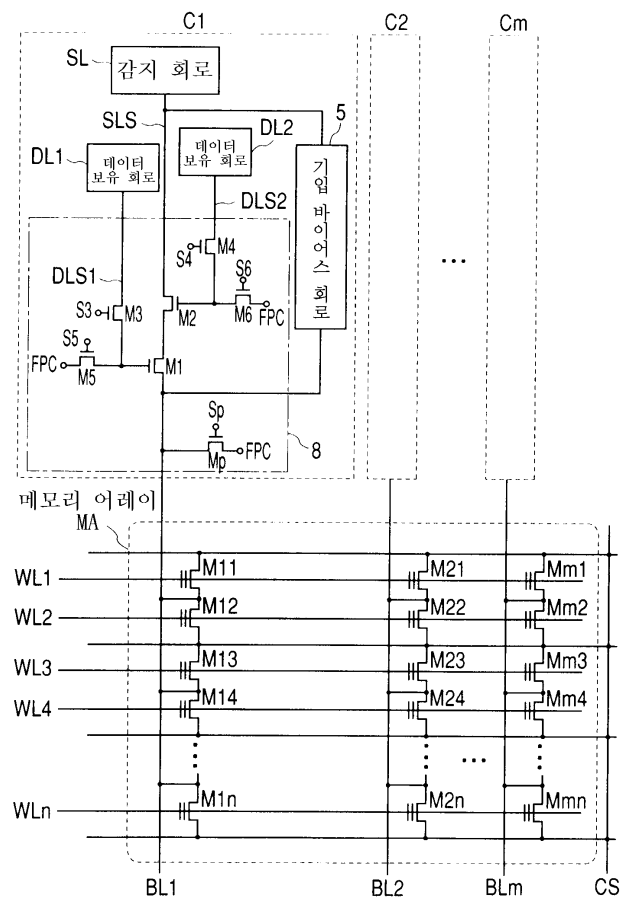 C1
C2
Cm
SL
감지 회로
SLS
DL2
5
DL1
데이터
보유 회로
데이터
보유 회로
기입 바이어스 회로
DLS2
S4
M4
S6
DLS1
S3
M3
M2
M6
FPC
...
S5
FPC
M5
M1
Sp
Mp
FPC
8
메모리 어레이
MA
WL1
M11
M21
Mm1
WL2
M12
M22
Mm2
WL3
M13
M23
Mm3
WL4
M14
M24
Mm4
...
WLn
M1n
M2n
Mmn
BL1
BL2
BLm
CS